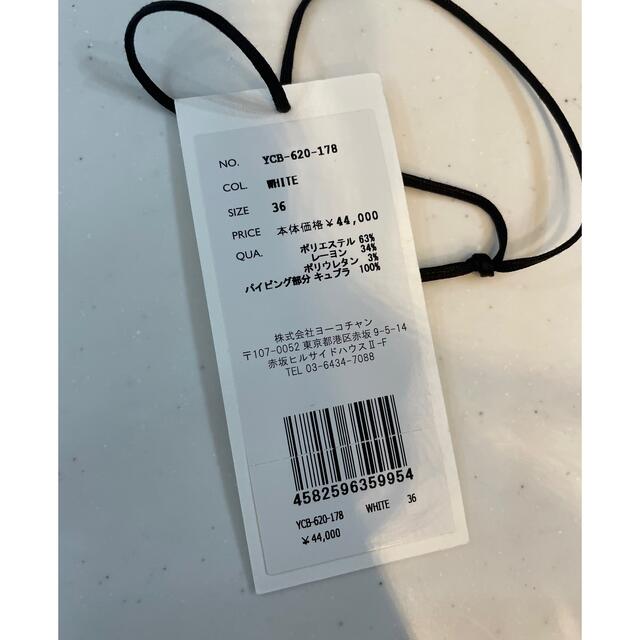 NO. YCB-620-178
COL. WHITE
SIZE 36
PRICE 本体価格￥44,000
QUA. ポリエステル 63%
レーヨン 34%
ポリウレタン 3%
パイピング部分 キュプラ 100%
株式会社ヨーコチャン
〒107-0052 東京都港区赤坂 9-5-14
赤坂ヒルサイドハウスⅡ-F
TEL 03-6434-7088
4582596359954
YCB-620-178 WHITE 36
￥44,000